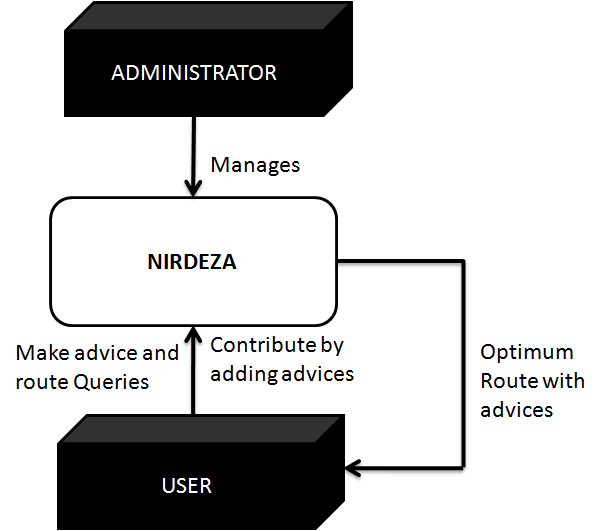 ADMINISTRATOR
Manages
NIRDEZA
Make advice and
route Queries
Contribute by
adding advices
Optimum
Route with
advices
USER